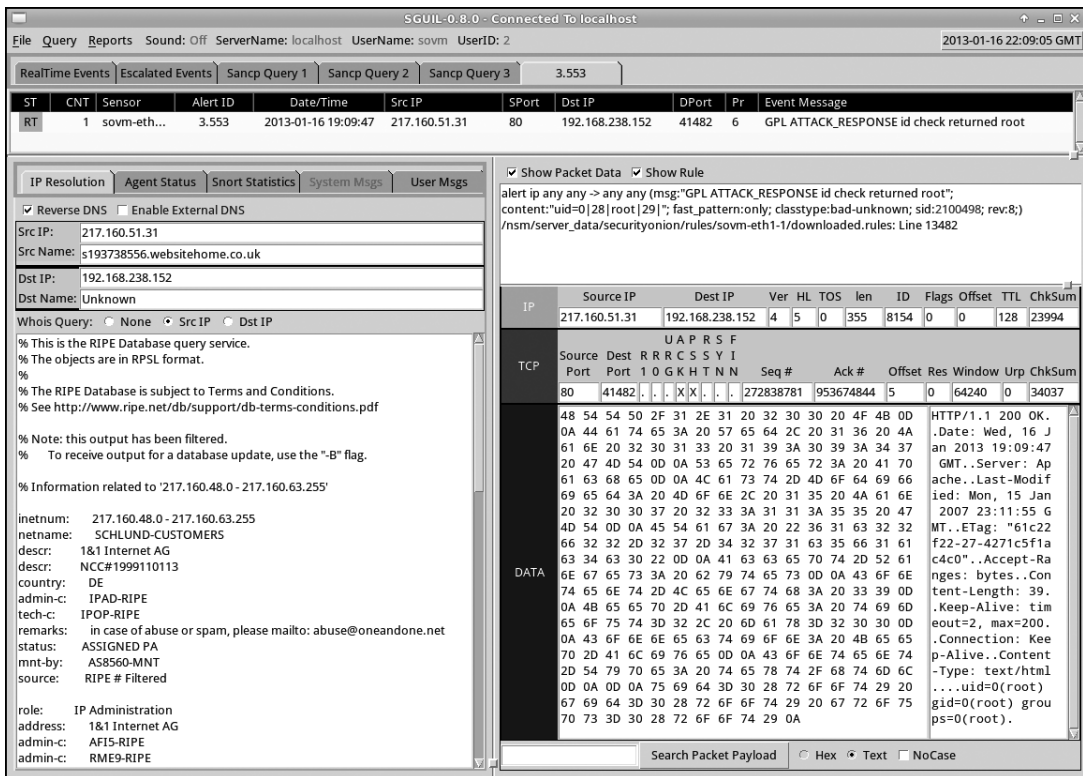 SGUIL-0.8.0 - Connected To localhost
File Query Reports Sound: Off ServerName: localhost UserName: sovm UserID: 2
2013-01-16 22:09:05 GMT
RealTime Events Escalated Events Sancp Query 1 Sancp Query 2 Sancp Query 3 3.553
ST CNT Sensor Alert ID Date/Time Src IP SPort Dst IP DPort Pr Event Message
RT 1 sovm-eth... 3.553 2013-01-16 19:09:47 217.160.51.31 80 192.168.238.152 41482 6 GPL ATTACK_RESPONSE id check returned root
IP Resolution Agent Status Snort Statistics System Msgs User Msgs
Reverse DNS Enable External DNS
Src IP: 217.160.51.31
Src Name: s193738556.websitehome.co.uk
Dst IP: 192.168.238.152
Dst Name: Unknown
Whois Query: None Src IP Dst IP
% This is the RIPE Database query service.
% The objects are in RPSL format.
%
% The RIPE Database is subject to Terms and Conditions.
% See http://www.ripe.net/db/support/db-terms-conditions.pdf
% Note: this output has been filtered.
% To receive output for a database update, use the "-B" flag.
% Information related to '217.160.48.0 - 217.160.63.255'
inetnum: 217.160.48.0 - 217.160.63.255
netname: SCHLUND-CUSTOMERS
descr: 1&1 Internet AG
descr: NCC#1999110113
country: DE
admin-c: IPAD-RIPE
tech-c: IPOP-RIPE
remarks: in case of abuse or spam, please mailto: abuse@oneandone.net
status: ASSIGNED PA
mnt-by: AS8560-MNT
source: RIPE # Filtered
role: IP Administration
address: 1&1 Internet AG
admin-c: AFI5-RIPE
admin-c: RME9-RIPE
Show Packet Data Show Rule
alert ip any any -> any any (msg:"GPL ATTACK_RESPONSE id check returned root";
content:"uid=0|28|root|29|"; fast_pattern:only; classtype:bad-unknown; sid:2100498; rev:8;)
/nsm/server_data/securityonion/rules/sovm-eth1-1/downloaded.rules: Line 13482
IP
Source IP Dest IP Ver HL TOS len ID Flags Offset TTL ChkSum
217.160.51.31 192.168.238.152 4 5 0 355 8154 0 0 128 23994
TCP
U A P R S F
Source Dest R R R C S S Y I
Port Port 1 0 G K H T N N Seq # Ack # Offset Res Window Urp ChkSum
80 41482 . . . X X . . . 272838781 953674844 5 0 64240 0 34037
DATA
48 54 54 50 2F 31 2E 31 20 32 30 30 20 4F 4B 0D HTTP/1.1 200 OK.
0A 44 61 74 65 3A 20 57 65 64 2C 20 31 36 20 4A .Date: Wed, 16 J
61 6E 20 32 30 31 33 20 31 39 3A 30 39 3A 34 37 an 2013 19:09:47
20 47 4D 54 0D 0A 53 65 72 76 65 72 3A 20 41 70 GMT..Server: Ap
61 63 68 65 0D 0A 4C 61 73 74 2D 4D 6F 64 69 66 ache..Last-Modif
69 65 64 3A 20 4D 6F 6E 2C 20 31 35 20 4A 61 6E ied: Mon, 15 Jan
20 32 30 30 37 20 32 33 3A 31 31 3A 35 35 20 47 2007 23:11:55 G
4D 54 0D 0A 45 54 61 67 3A 20 22 36 31 63 32 32 MT..ETag: "61c22
66 32 32 2D 32 37 2D 34 32 37 31 63 35 66 31 61 f22-27-4271c5f1a
63 34 63 30 22 0D 0A 41 63 63 65 70 74 2D 52 61 c4c0"..Accept-Ra
6E 67 65 73 3A 20 62 79 74 65 73 0D 0A 43 6F 6E nges: bytes..Con
74 65 6E 74 2D 4C 65 6E 67 74 68 3A 20 33 39 0D tent-Length: 39.
0A 4B 65 65 70 2D 41 6C 69 76 65 3A 20 74 69 6D .Keep-Alive: tim
65 6F 75 74 3D 32 2C 20 6D 61 78 3D 32 30 30 0D eout=2, max=200.
0A 43 6F 6E 6E 65 63 74 69 6F 6E 3A 20 4B 65 65 .Connection: Kee
70 2D 41 6C 69 76 65 0D 0A 43 6F 6E 74 65 6E 74 p-Alive..Content
2D 54 79 70 65 3A 20 74 65 78 74 2F 68 74 6D 6C -Type: text/html
0D 0A 0D 0A 75 69 64 3D 30 28 72 6F 6F 74 29 20 ....uid=0(root)
67 69 64 3D 30 28 72 6F 6F 74 29 20 67 72 6F 75 gid=0(root) grou
70 73 3D 30 28 72 6F 6F 74 29 0A ps=0(root).
Search Packet Payload Hex Text NoCase